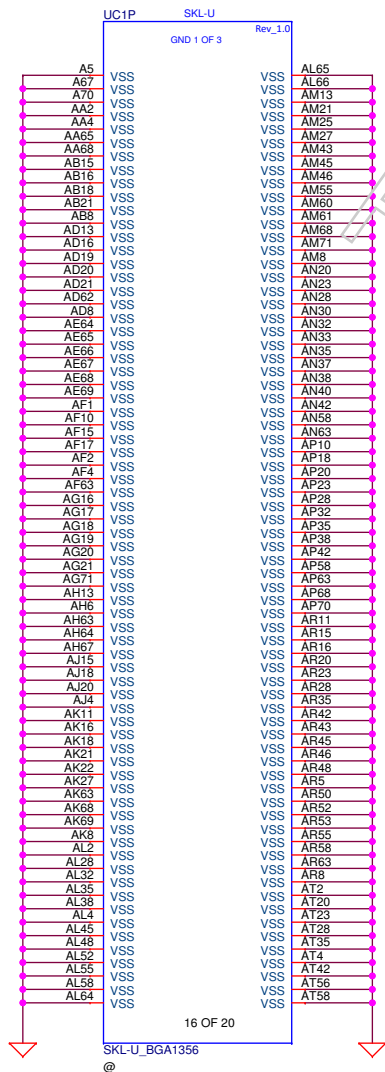 UC1P SKL-U
Rev_1.0
GND 1 OF 3
A5 VSS VSS AL65
A67 VSS VSS AL66
A70 VSS VSS AM13
AA2 VSS VSS AM21
AA4 VSS VSS AM25
AA65 VSS VSS AM27
AA68 VSS VSS AM43
AB15 VSS VSS AM45
AB16 VSS VSS AM46
AB18 VSS VSS AM55
AB21 VSS VSS AM60
AB8 VSS VSS AM61
AD13 VSS VSS AM68
AD16 VSS VSS AM71
AD19 VSS VSS AM8
AD20 VSS VSS AN20
AD21 VSS VSS AN23
AD62 VSS VSS AN28
AD8 VSS VSS AN30
AE64 VSS VSS AN32
AE65 VSS VSS AN33
AE66 VSS VSS AN35
AE67 VSS VSS AN37
AE68 VSS VSS AN38
AE69 VSS VSS AN40
AF1 VSS VSS AN42
AF10 VSS VSS AN58
AF15 VSS VSS AN63
AF17 VSS VSS AP10
AF2 VSS VSS AP18
AF4 VSS VSS AP20
AF63 VSS VSS AP23
AG16 VSS VSS AP28
AG17 VSS VSS AP32
AG18 VSS VSS AP35
AG19 VSS VSS AP38
AG20 VSS VSS AP42
AG21 VSS VSS AP58
AG71 VSS VSS AP63
AH13 VSS VSS AP68
AH6 VSS VSS AP70
AH63 VSS VSS AR11
AH64 VSS VSS AR15
AH67 VSS VSS AR16
AJ15 VSS VSS AR20
AJ18 VSS VSS AR23
AJ20 VSS VSS AR28
AJ4 VSS VSS AR35
AK11 VSS VSS AR42
AK16 VSS VSS AR43
AK18 VSS VSS AR45
AK21 VSS VSS AR46
AK22 VSS VSS AR48
AK27 VSS VSS AR5
AK63 VSS VSS AR50
AK68 VSS VSS AR52
AK69 VSS VSS AR53
AK8 VSS VSS AR55
AL2 VSS VSS AR58
AL28 VSS VSS AR63
AL32 VSS VSS AR8
AL35 VSS VSS AT2
AL38 VSS VSS AT20
AL4 VSS VSS AT23
AL45 VSS VSS AT28
AL48 VSS VSS AT35
AL52 VSS VSS AT4
AL55 VSS VSS AT42
AL58 VSS VSS AT56
AL64 VSS VSS AT58
16 OF 20
SKL-U_BGA1356
@